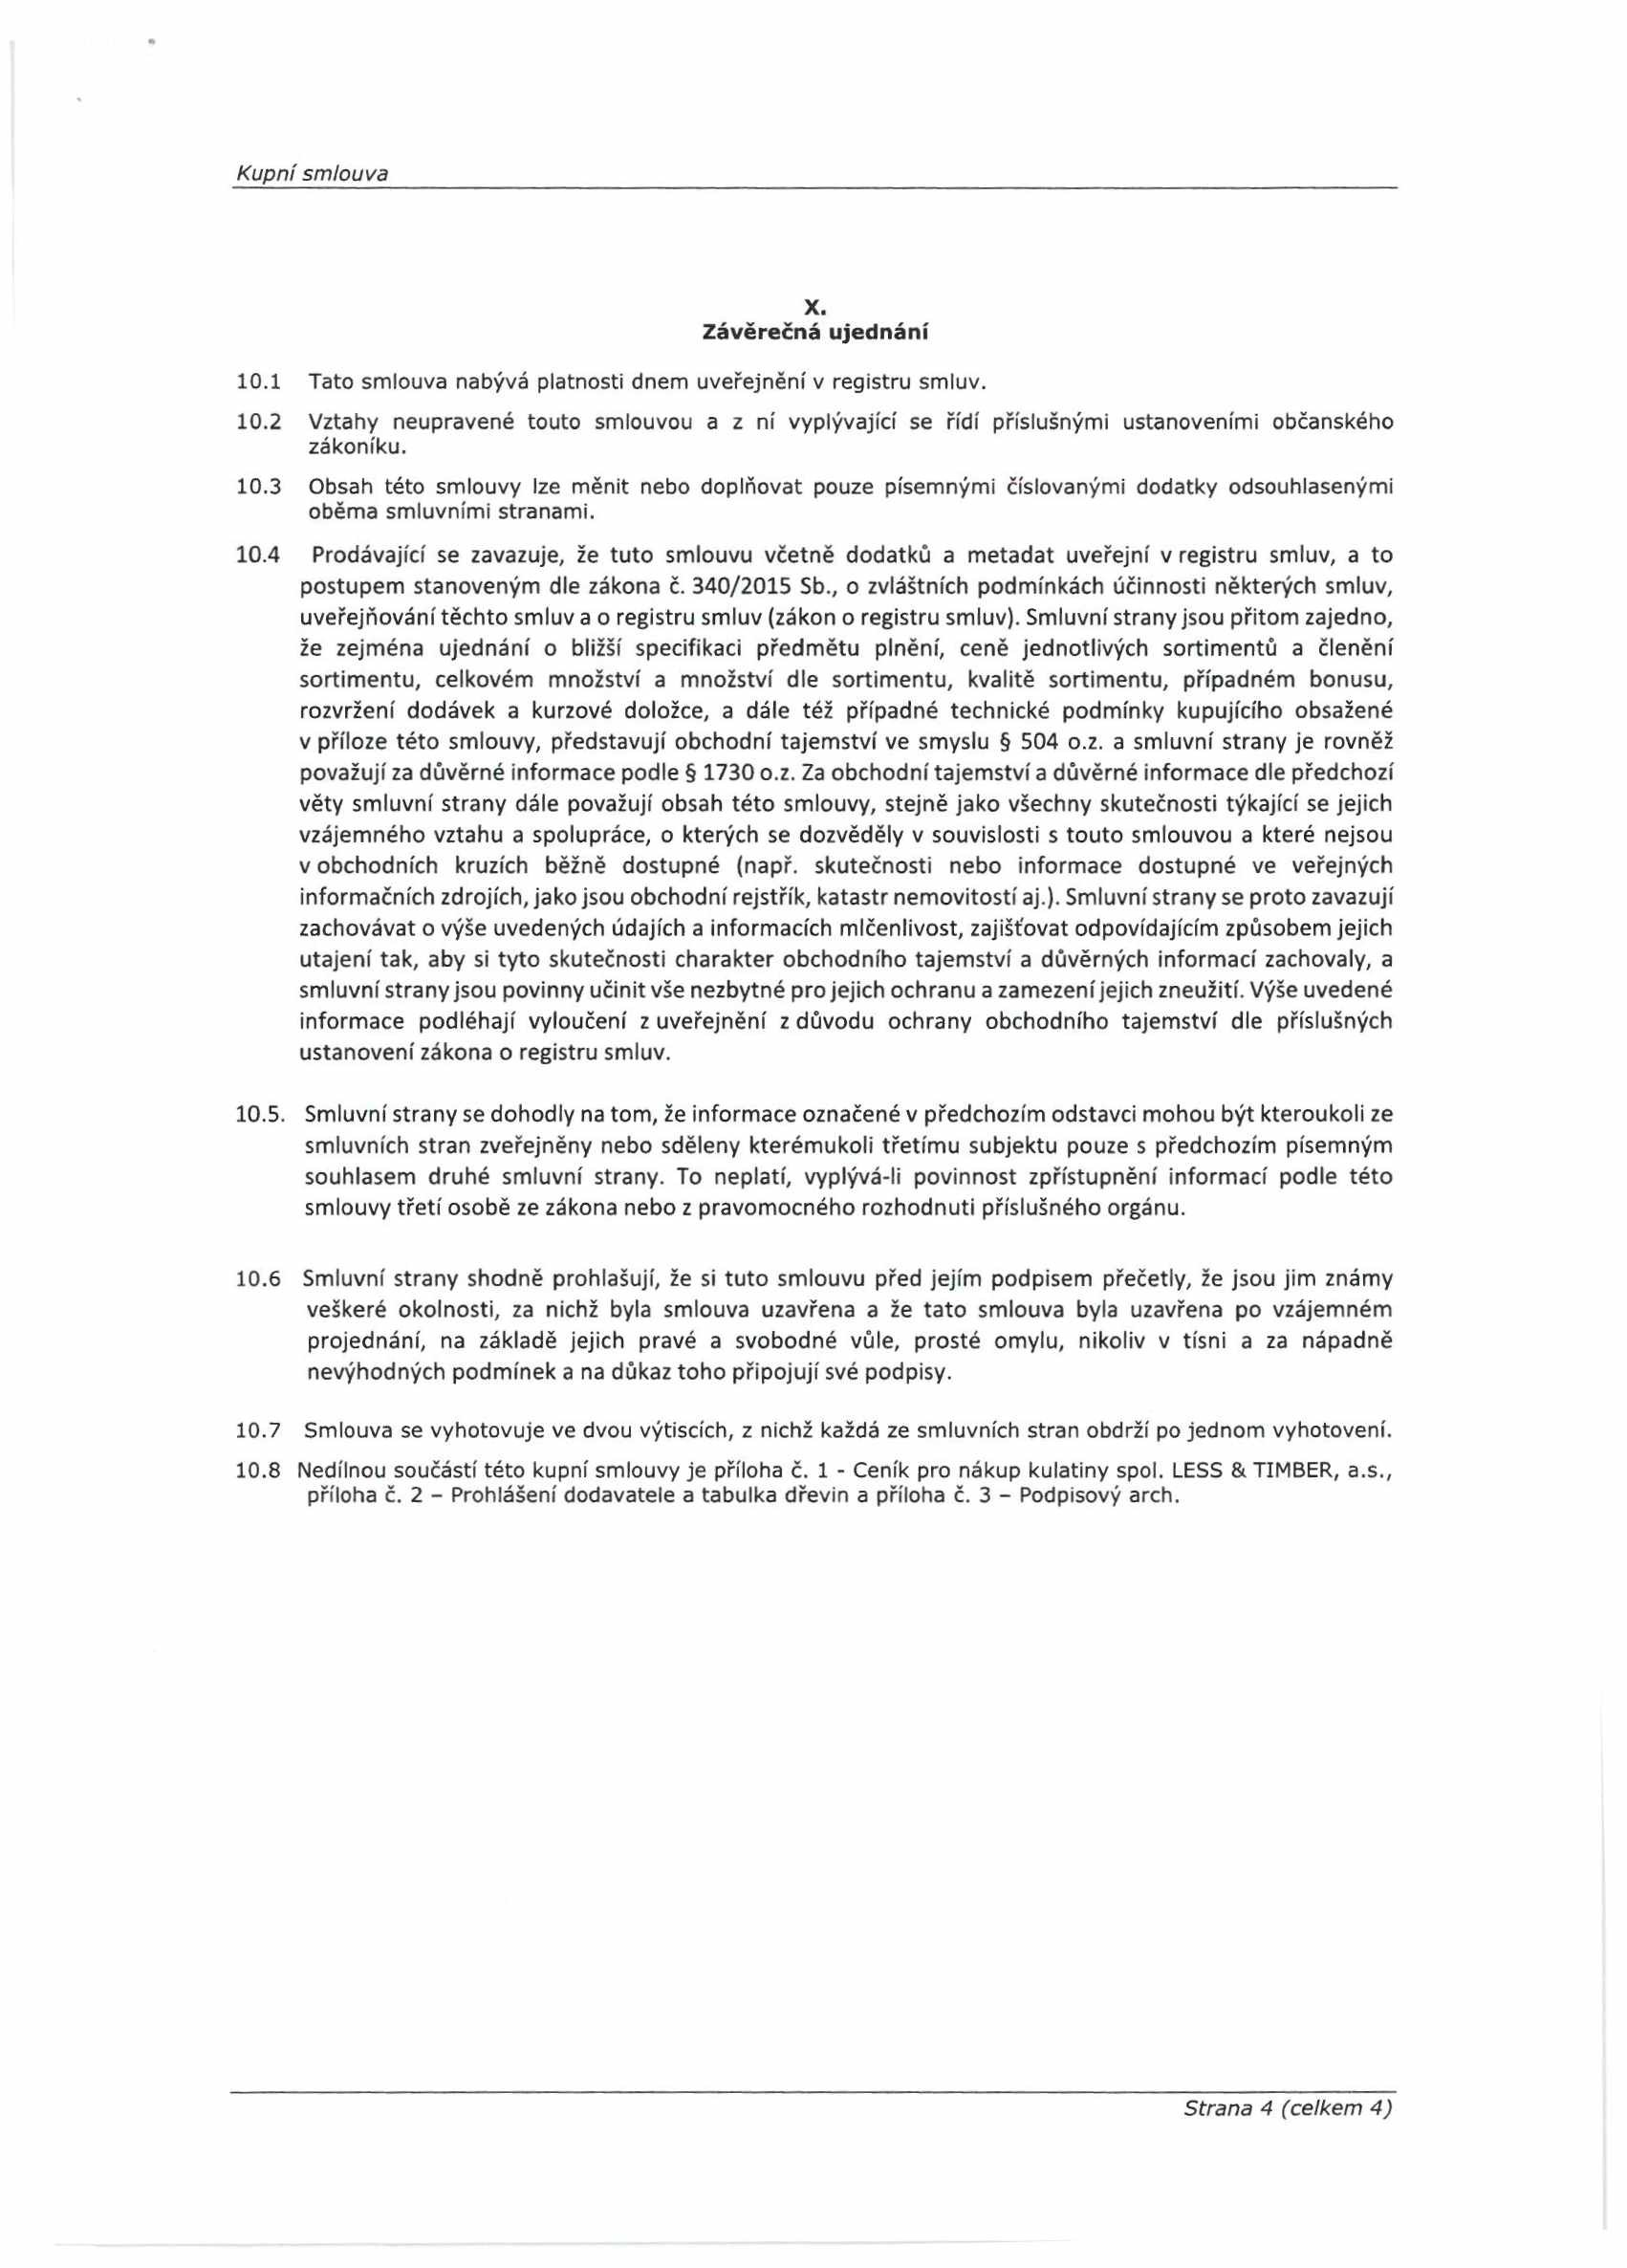 Kupní smlouva
X.
Závěrečná ujednání
10.1 Tato smlouva nabývá platnosti dnem uveřejnění v registru smluv.
10.2 Vztahy neupravené touto smlouvou a z ní vyplývající se řídí příslušnými ustanoveními občanského
zákoníku.
10.3 Obsah této smlouvy lze měnit nebo doplňovat pouze písemnými číslovanými dodatky odsouhlasenými
oběma smluvními stranami.
10.4 Prodávající se zavazuje, že tuto smlouvu včetně dodatků a metadat uveřejní v registru smluv, a to
postupem stanoveným dle zákona č. 340/2015 Sb., o zvláštních podmínkách účinnosti některých smluv,
uveřejňování těchto smluv a o registru smluv (zákon o registru smluv). Smluvní strany jsou přitom zajedno,
že zejména ujednání o bližší specifikaci předmětu plnění, ceně jednotlivých sortimentů a členění
sortimentu, celkovém množství a množství dle sortimentu, kvalitě sortimentu, případném bonusu,
rozvržení dodávek a kurzové doložce, a dále též případné technické podmínky kupujícího obsažené
v příloze této smlouvy, představují obchodní tajemství ve smyslu § 504 o.z. a smluvní strany je rovněž
považují za důvěrné informace podle § 1730 o.z. Za obchodní tajemství a důvěrné informace dle předchozí
věty smluvní strany dále považují obsah této smlouvy, stejně jako všechny skutečnosti týkající se jejich
vzájemného vztahu a spolupráce, o kterých se dozvěděly v souvislosti s touto smlouvou a které nejsou
v obchodních kruzích běžně dostupné (např. skutečnosti nebo informace dostupné ve veřejných
informačních zdrojích, jako jsou obchodní rejstřík, katastr nemovitostí aj.). Smluvní strany se proto zavazují
zachovávat o výše uvedených údajích a informacích mlčenlivost, zajišťovat odpovídajícím způsobem jejich
utajení tak, aby si tyto skutečnosti charakter obchodního tajemství a důvěrných informací zachovaly, a
smluvní strany jsou povinny učinit vše nezbytné pro jejich ochranu a zamezení jejich zneužití. Výše uvedené
informace podléhají vyloučení z uveřejnění z důvodu ochrany obchodního tajemství dle příslušných
ustanovení zákona o registru smluv.
10.5. Smluvní strany se dohodly na tom, že informace označené v předchozím odstavci mohou být kteroukoli ze
smluvních stran zveřejněny nebo sděleny kterémukoli třetímu subjektu pouze s předchozím písemným
souhlasem druhé smluvní strany. To neplatí, vyplývá-li povinnost zpřístupnění informací podle této
smlouvy třetí osobě ze zákona nebo z pravomocného rozhodnuti příslušného orgánu.
10.6 Smluvní strany shodně prohlašují, že si tuto smlouvu před jejím podpisem přečetly, že jsou jim známy
veškeré okolnosti, za nichž byla smlouva uzavřena a že tato smlouva byla uzavřena po vzájemném
projednání, na základě jejich pravé a svobodné vůle, prosté omylu, nikoliv v tísni a za nápadně
nevýhodných podmínek a na důkaz toho připojují své podpisy.
10.7 Smlouva se vyhotovuje ve dvou výtiscích, z nichž každá ze smluvních stran obdrží po jednom vyhotovení.
10.8 Nedílnou součástí této kupní smlouvy je příloha č. 1 - Ceník pro nákup kulatiny spol. LESS & TIMBER, a.s.,
příloha č. 2 – Prohlášení dodavatele a tabulka dřevin a příloha č. 3 – Podpisový arch.
Strana 4 (celkem 4)